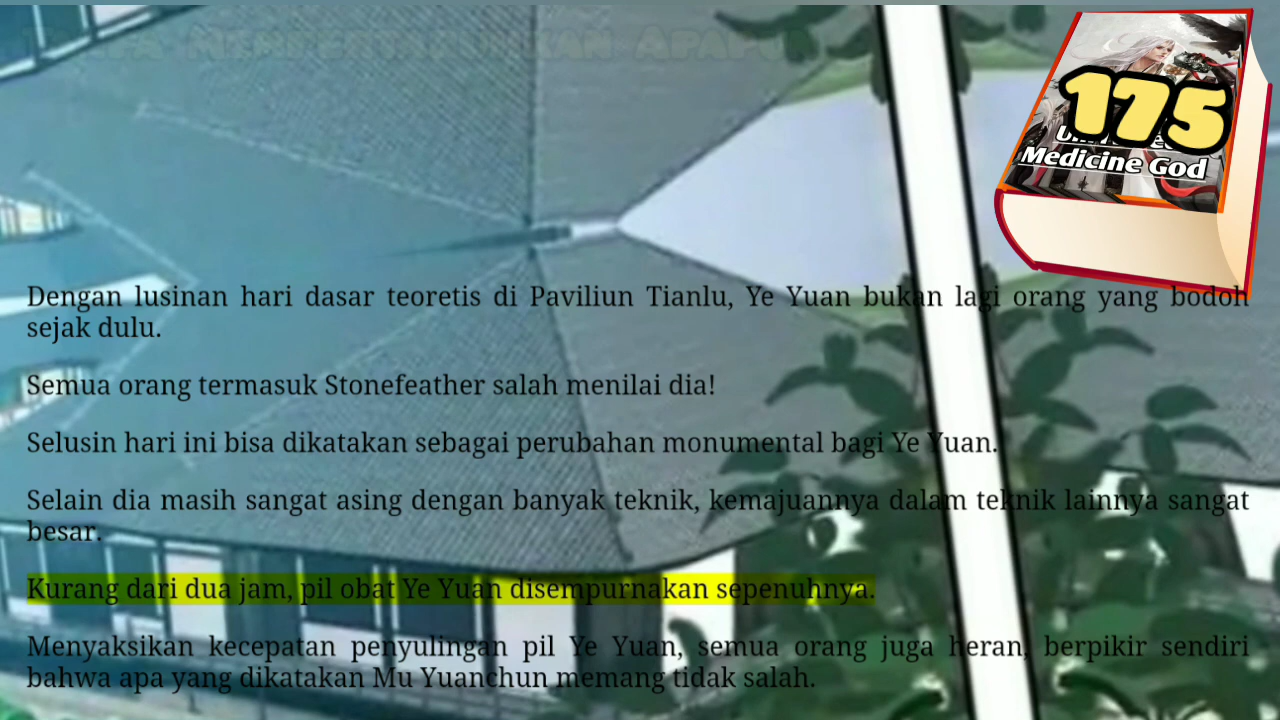 175
Medicine God
Dengan lusinan hari dasar teoretis di Paviliun Tianlu, Ye Yuan bukan lagi orang yang bodoh
sejak dulu.
Semua orang termasuk Stonefeather salah menilai dia!
Selusin hari ini bisa dikatakan sebagai perubahan monumental bagi Ye Yuan.
Selain dia masih sangat asing dengan banyak teknik, kemajuannya dalam teknik lainnya sangat
besar.
Kurang dari dua jam, pil obat Ye Yuan disempurnakan sepenuhnya.
Menyaksikan kecepatan penyulingan pil Ye Yuan, semua orang juga heran, berpikir sendiri
bahwa apa yang dikatakan Mu Yuanchun memang tidak salah.